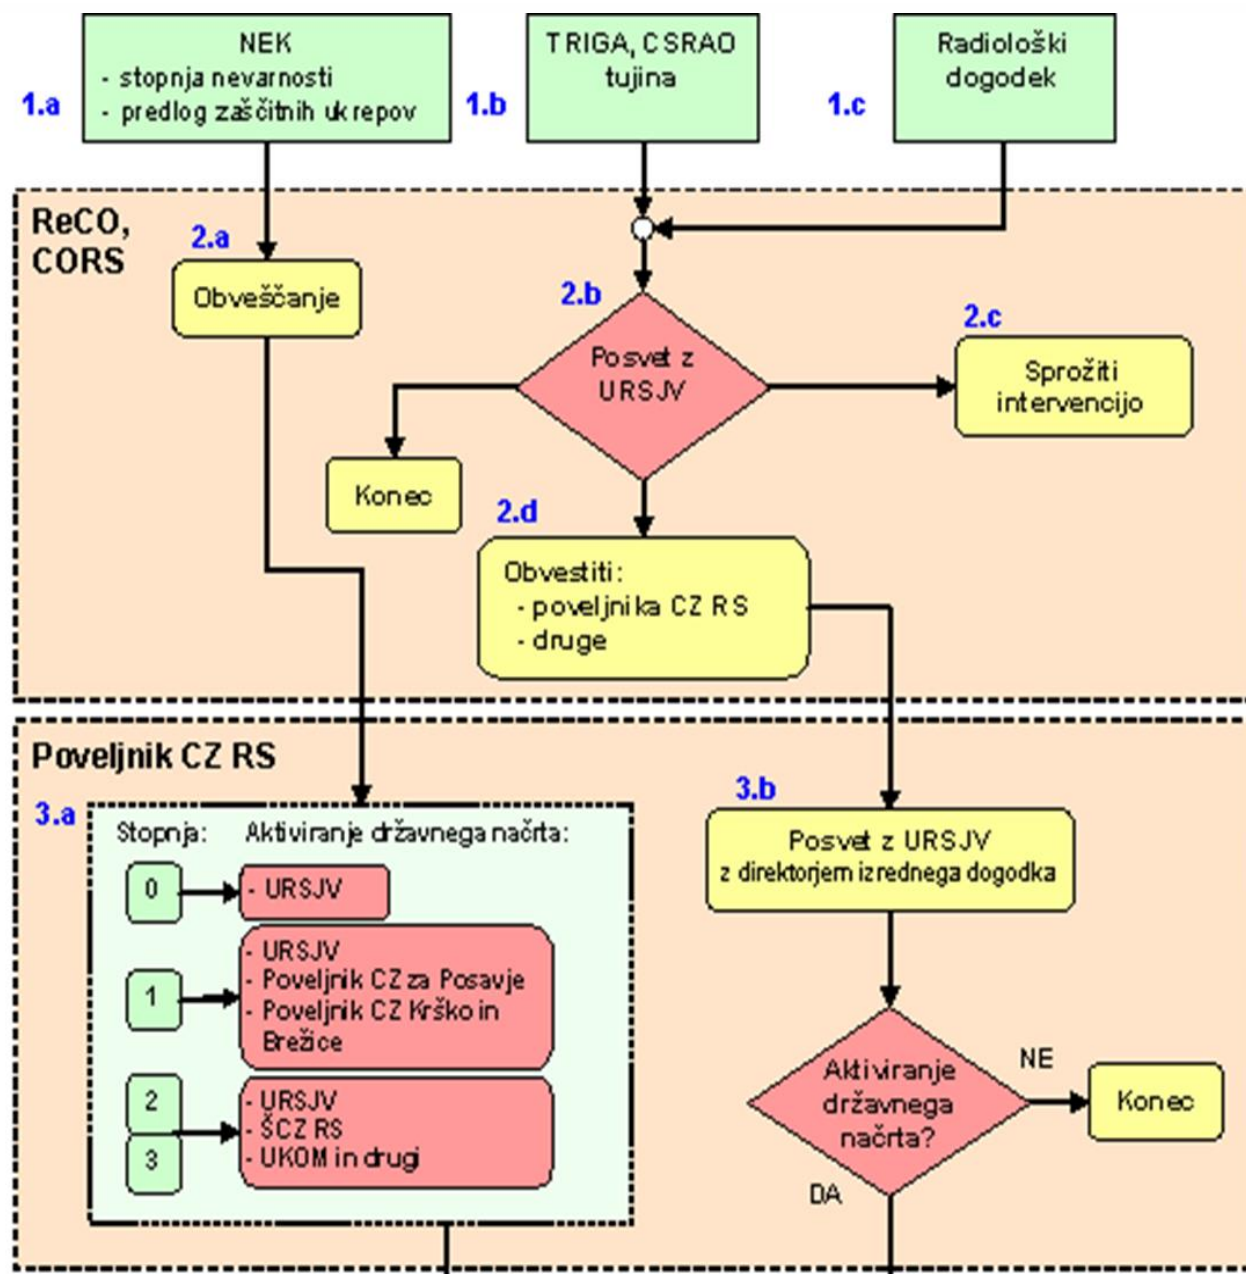 NEK
- stopnja nevarnosti
- predlog zaščitnih ukrepov
1.a
TRIGA, CSRAO
tujina
1.b
Radiološki
dogodek
1.c
ReCO,
CORS
2.a
Obveščanje
2.b
Posvet z
URSJV
2.c
Sprožiti
intervencijo
Konec
2.d
Obvestiti:
- poveljnika CZ RS
- druge
Poveljnik CZ RS
3.a
Stopnja: Aktiviranje državnega načrta:
0
- URSJV
1
- URSJV
- Poveljnik CZ za Posavje
- Poveljnik CZ Krško in
Brežice
2
3
- URSJV
- ŠCZ RS
- UKOM in drugi
3.b
Posvet z URSJV
z direktorjem izrednega dogodka
Aktiviranje
državnega
načrta?
NE
Konec
DA